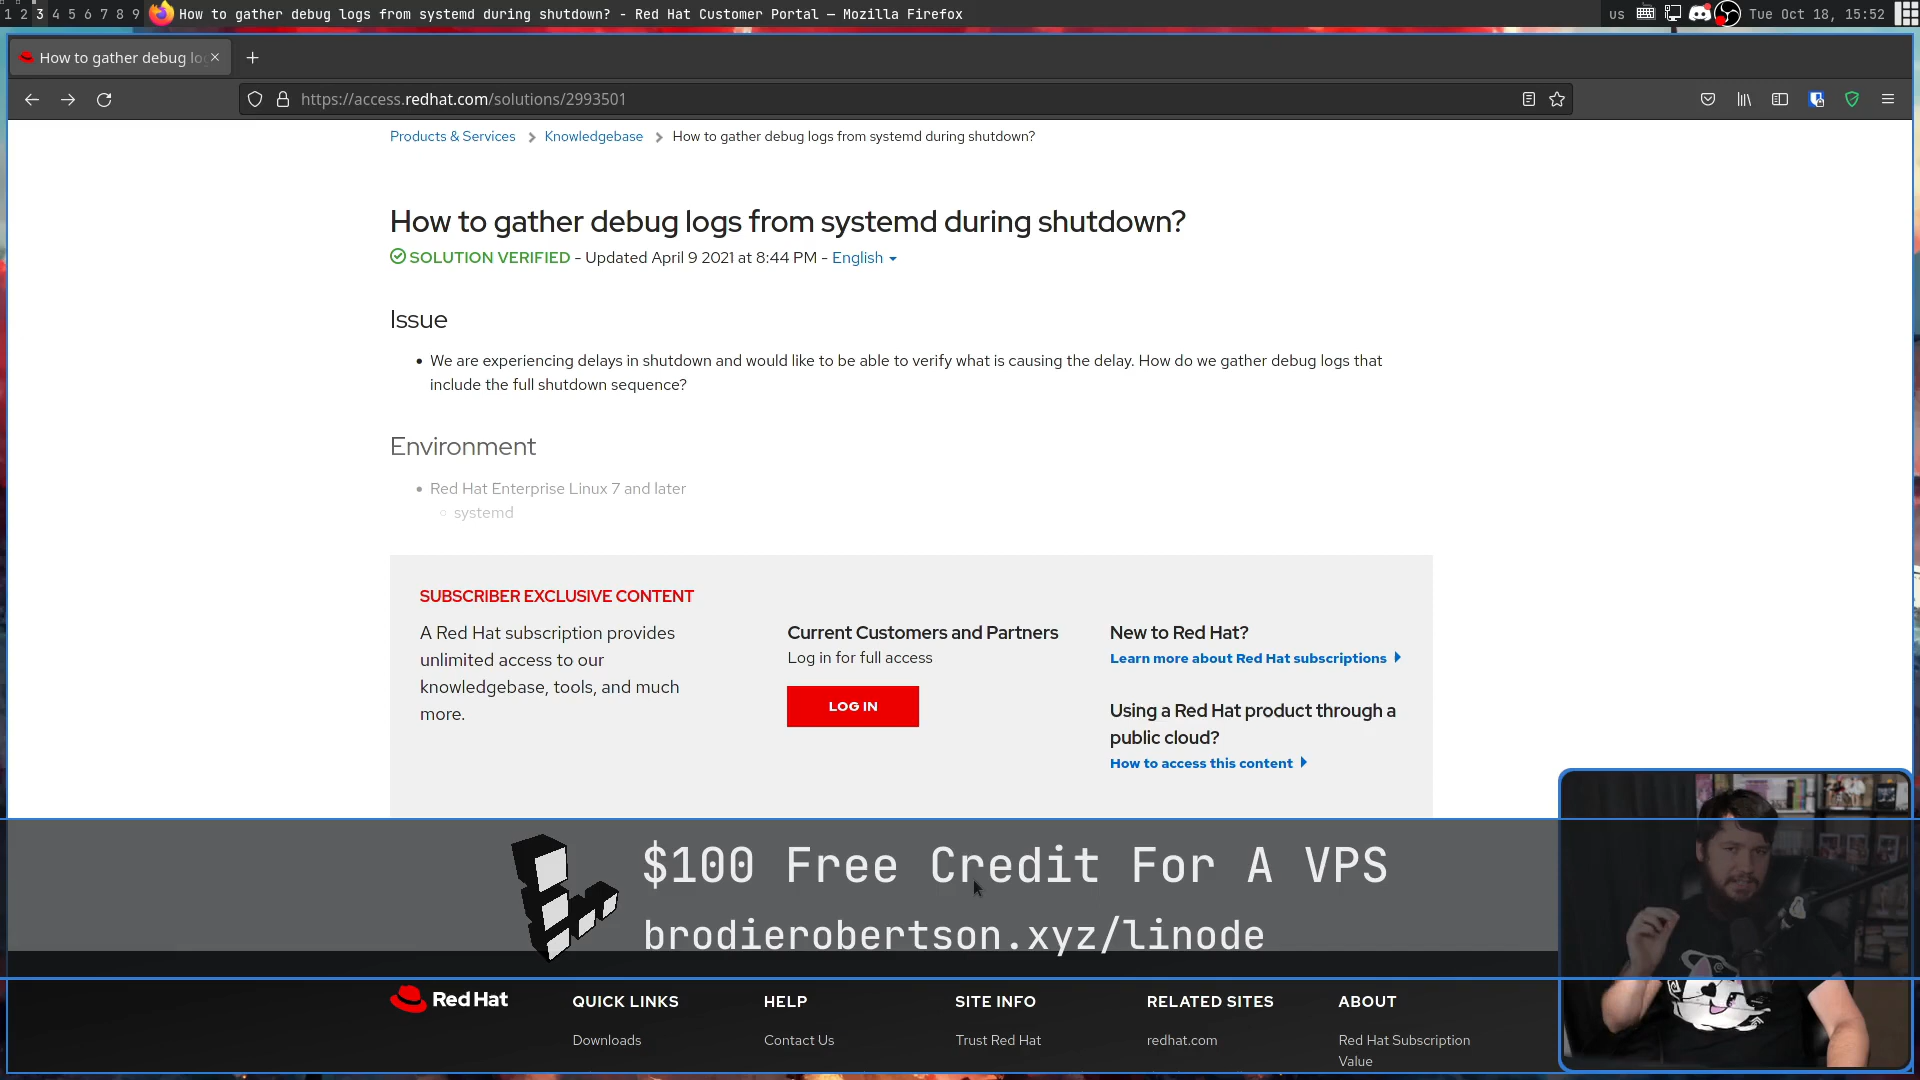 1 2 3 4 5 6 7 8 9 How to gather debug logs from systemd during shutdown? - Red Hat Customer Portal — Mozilla Firefox us Tue Oct 18, 15:52
How to gather debug lo
https://access.redhat.com/solutions/2993501
Products & Services > Knowledgebase > How to gather debug logs from systemd during shutdown?
How to gather debug logs from systemd during shutdown?
SOLUTION VERIFIED - Updated April 9 2021 at 8:44 PM - English
Issue
• We are experiencing delays in shutdown and would like to be able to verify what is causing the delay. How do we gather debug logs that
include the full shutdown sequence?
Environment
• Red Hat Enterprise Linux 7 and later
◦ systemd
SUBSCRIBER EXCLUSIVE CONTENT
A Red Hat subscription provides
unlimited access to our
knowledgebase, tools, and much
more.
Current Customers and Partners
Log in for full access
LOG IN
New to Red Hat?
Learn more about Red Hat subscriptions
Using a Red Hat product through a
public cloud?
How to access this content
$100 Free Credit For A VPS
brodierobertson.xyz/linode
Red Hat
QUICK LINKS
Downloads
HELP
Contact Us
SITE INFO
Trust Red Hat
RELATED SITES
redhat.com
ABOUT
Red Hat Subscription
Value